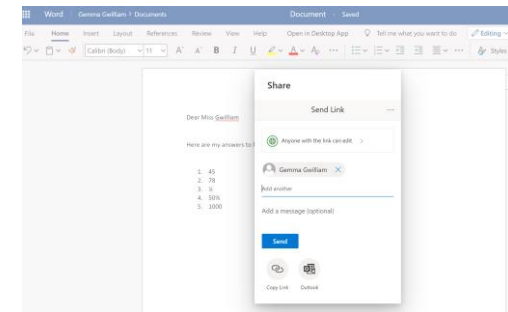 Word Gemma Gwilliam > Documents Document - Saved
File Home Insert Layout References Review View Help Open in Desktop App Tell me what you want to do Editing
Calibri (Body) 11 A A B I U A ... Styles
Share
Send Link ...
Dear Miss Gwilliam
Anyone with the link can edit >
Here are my answers to
Gemma Gwilliam X
1. 45
2. 78
Add another
4. 50%
5. 1000
Add a message (optional)
Send
Copy Link Outlook